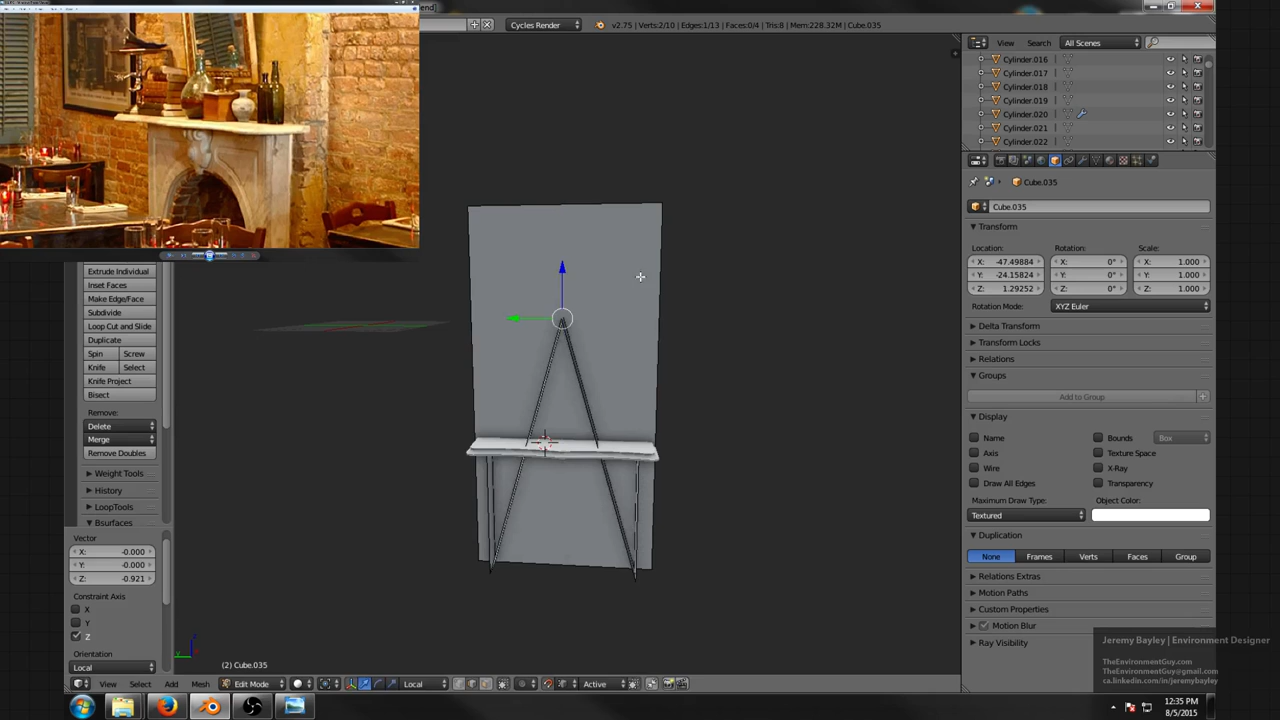 end]
Cycles Render
v2.75 | Verts:2/10 | Edges:1/13 | Faces:0/4 | Tris:8 | Mem:228.32M | Cube.035
View Search All Scenes
Cylinder.016
Cylinder.017
Cylinder.018
Cylinder.019
Cylinder.020
Cylinder.021
Cylinder.022
Cube.035
Cube.035
Transform
Location: Rotation: Scale:
X: -47.49884 X: 0° X: 1.000
Y: -24.15824 Y: 0° Y: 1.000
Z: 1.29252 Z: 0° Z: 1.000
Rotation Mode: XYZ Euler
Delta Transform
Transform Locks
Relations
Groups
Add to Group
Display
Name Bounds Box
Axis Texture Space
Wire X-Ray
Draw All Edges Transparency
Maximum Draw Type: Object Color:
Textured
Duplication
None Frames Verts Faces Group
Relations Extras
Motion Paths
Custom Properties
Motion Blur
Ray Visibility
Extrude Individual
Inset Faces
Make Edge/Face
Subdivide
Loop Cut and Slide
Duplicate
Spin Screw
Knife Select
Knife Project
Bisect
Remove:
Delete
Merge
Remove Doubles
Weight Tools
History
LoopTools
Bsurfaces
Vector
X: -0.000
Y: -0.000
Z: -0.921
Constraint Axis
X
Y
Z
Orientation
Local
(2) Cube.035
View Select Add Mesh Edit Mode Local Active
Jeremy Bayley | Environment Designer
TheEnvironmentGuy.com
TheEnvironmentGuy@gmail.com
ca.linkedin.com/in/jeremybayley
12:35 PM
8/5/2015